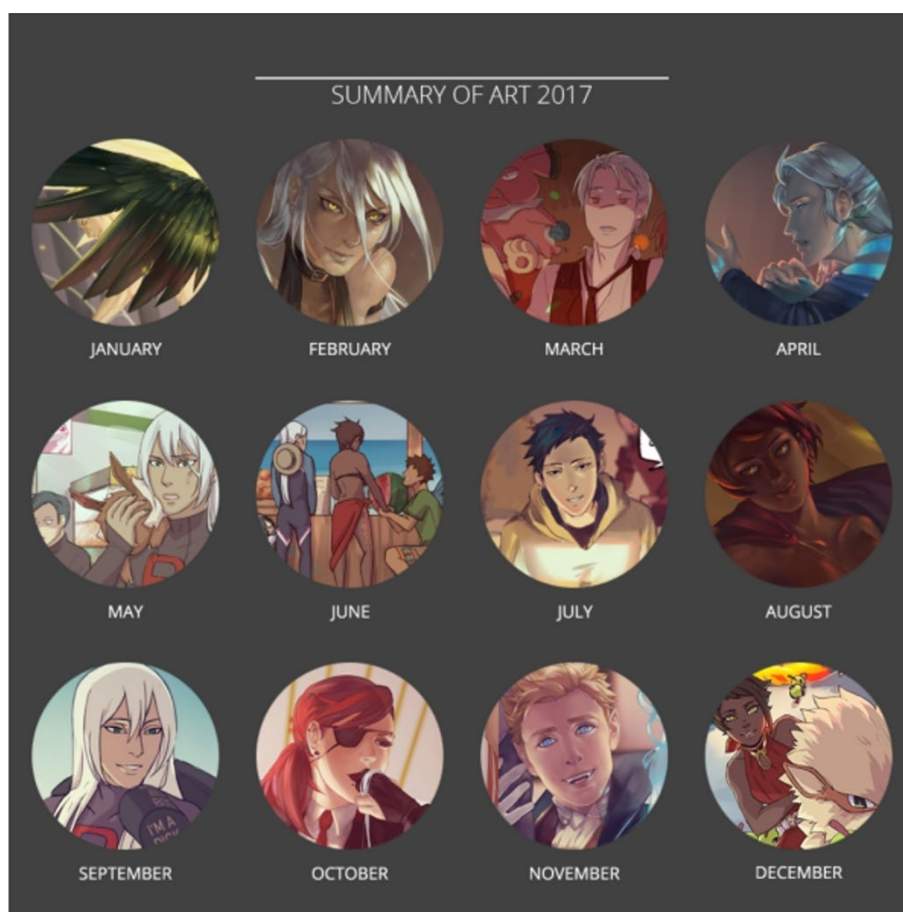 SUMMARY OF ART 2017
JANUARY
FEBRUARY
MARCH
APRIL
MAY
JUNE
JULY
AUGUST
SEPTEMBER
I'M A
OCTOBER
NOVEMBER
DECEMBER